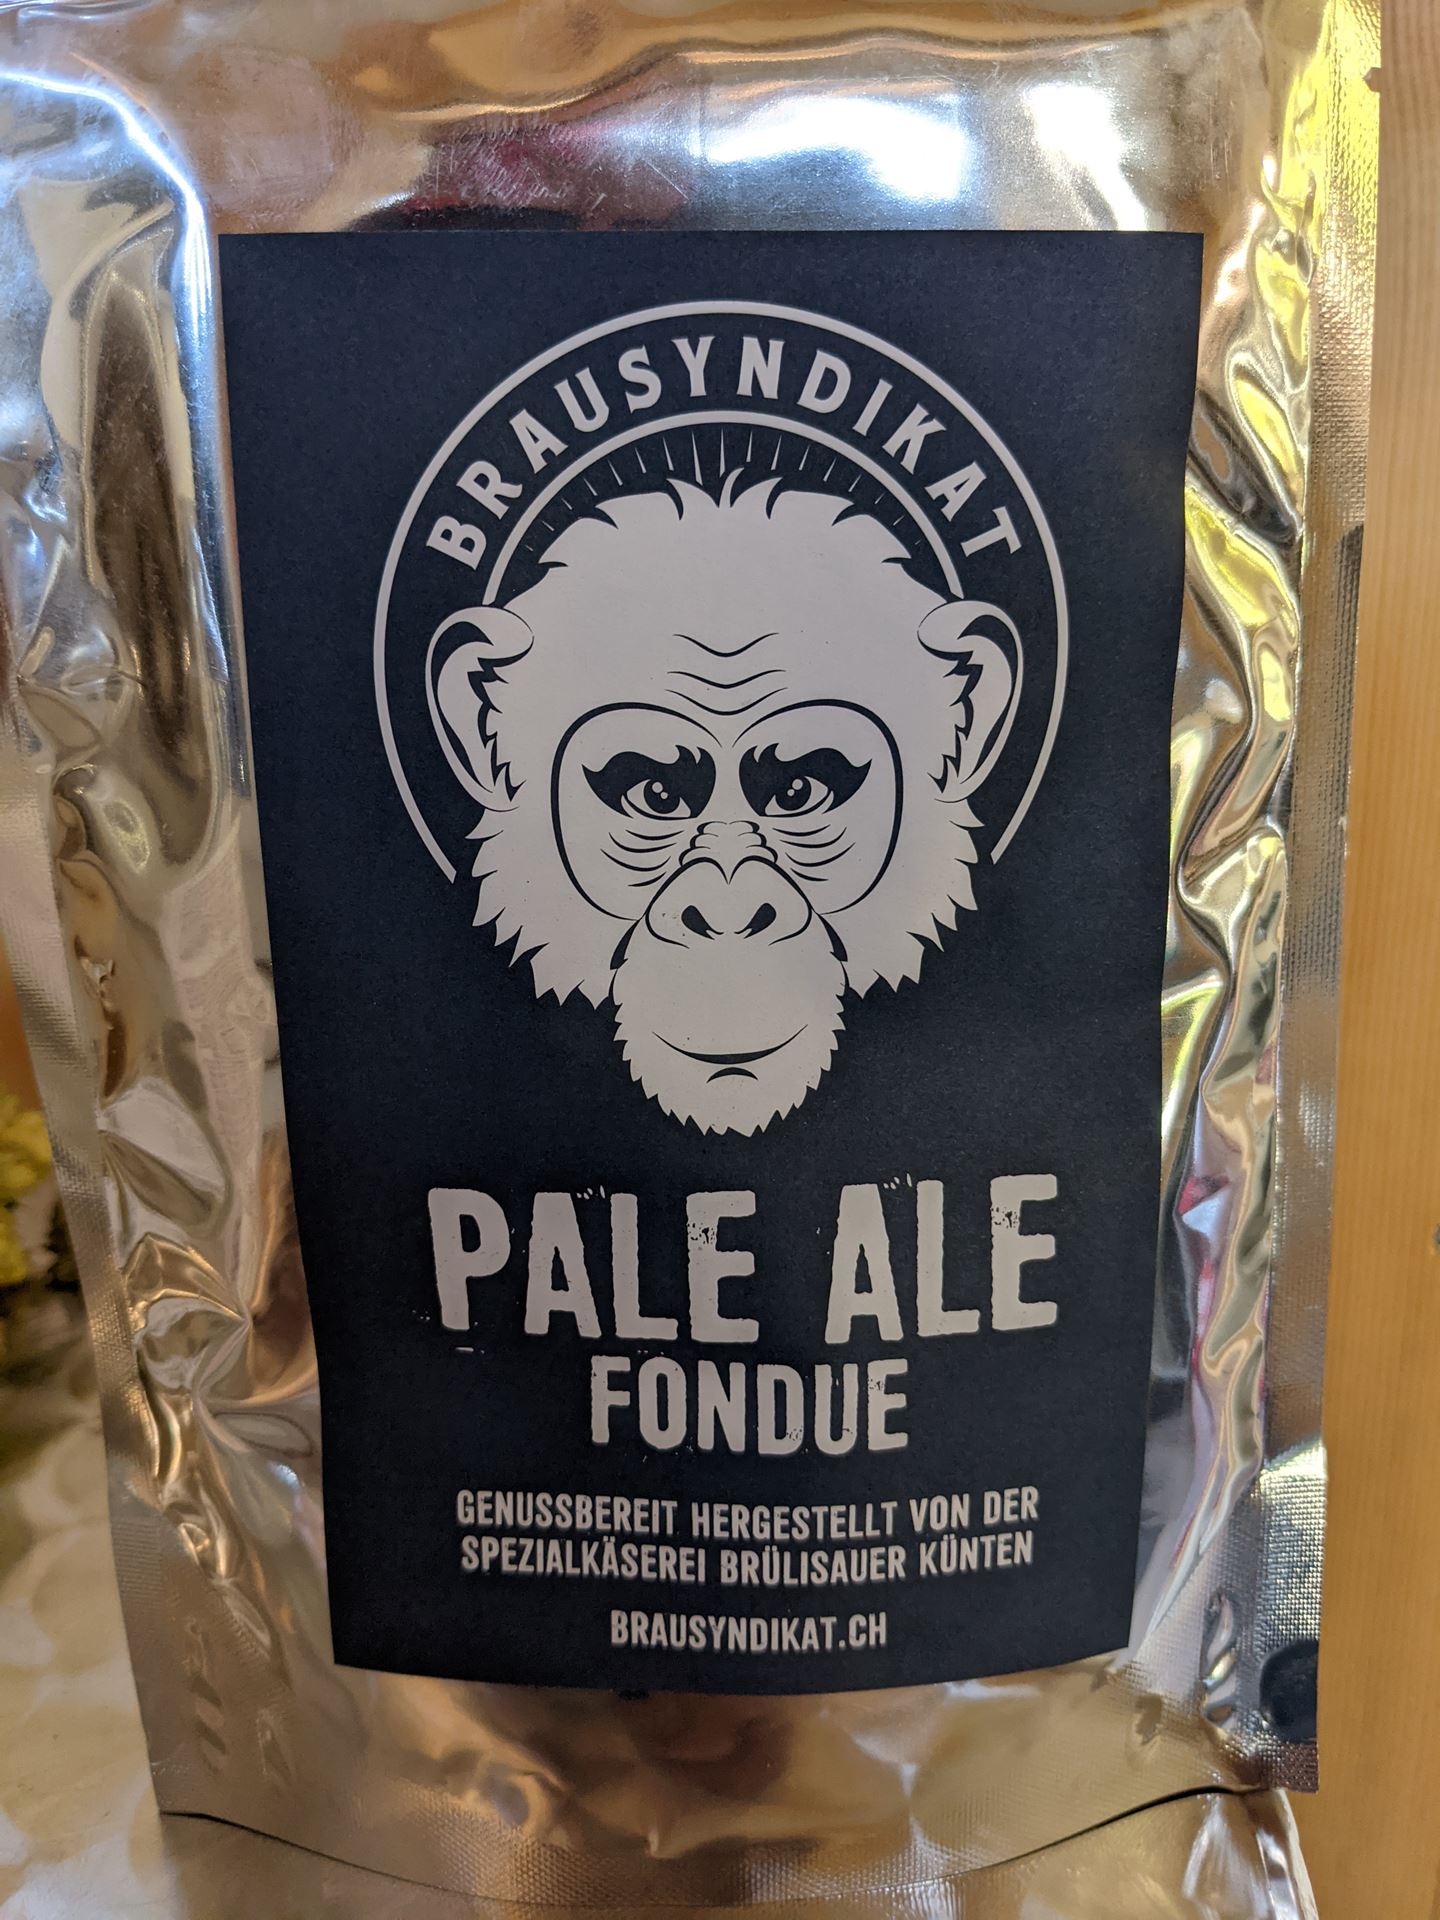 BRAUSYNDIKAT
PALE ALE
FONDUE
GENUSSBEREIT HERGESTELLT VON DER
SPEZIALKÄSEREI BRÜLISAUER KÜNTEN
BRAUSYNDIKAT.CH